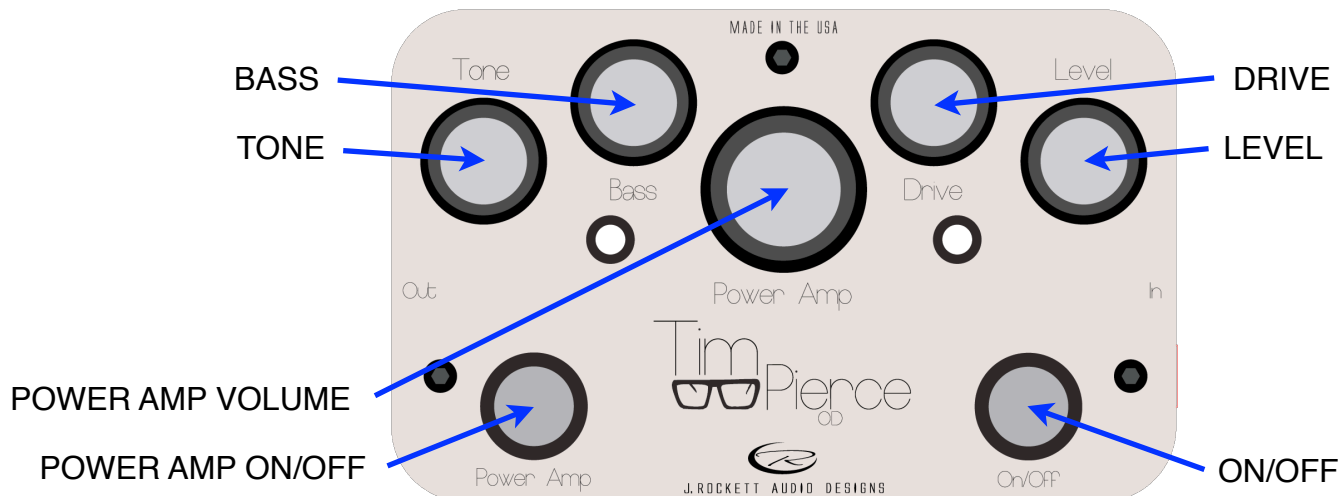 MADE IN THE USA
BASS
Tone
Level
DRIVE
TONE
LEVEL
Bass
Drive
Out
Power Amp
In
Tim
Pierce
OD
POWER AMP VOLUME
POWER AMP ON/OFF
Power Amp
On/Off
ON/OFF
J.ROCKETT AUDIO DESIGNS